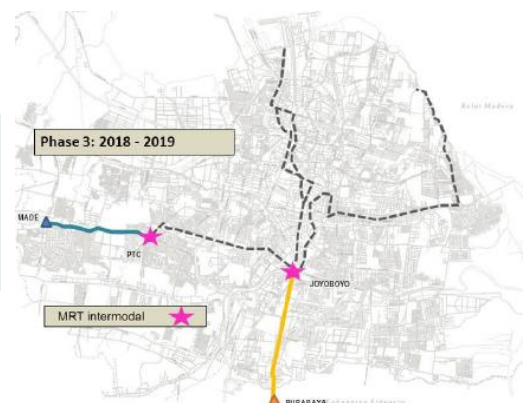 Phase 3: 2018 - 2019
Selat Madura
MADE
PTC
JOYOBOYO
MRT intermodal
PURABAYA